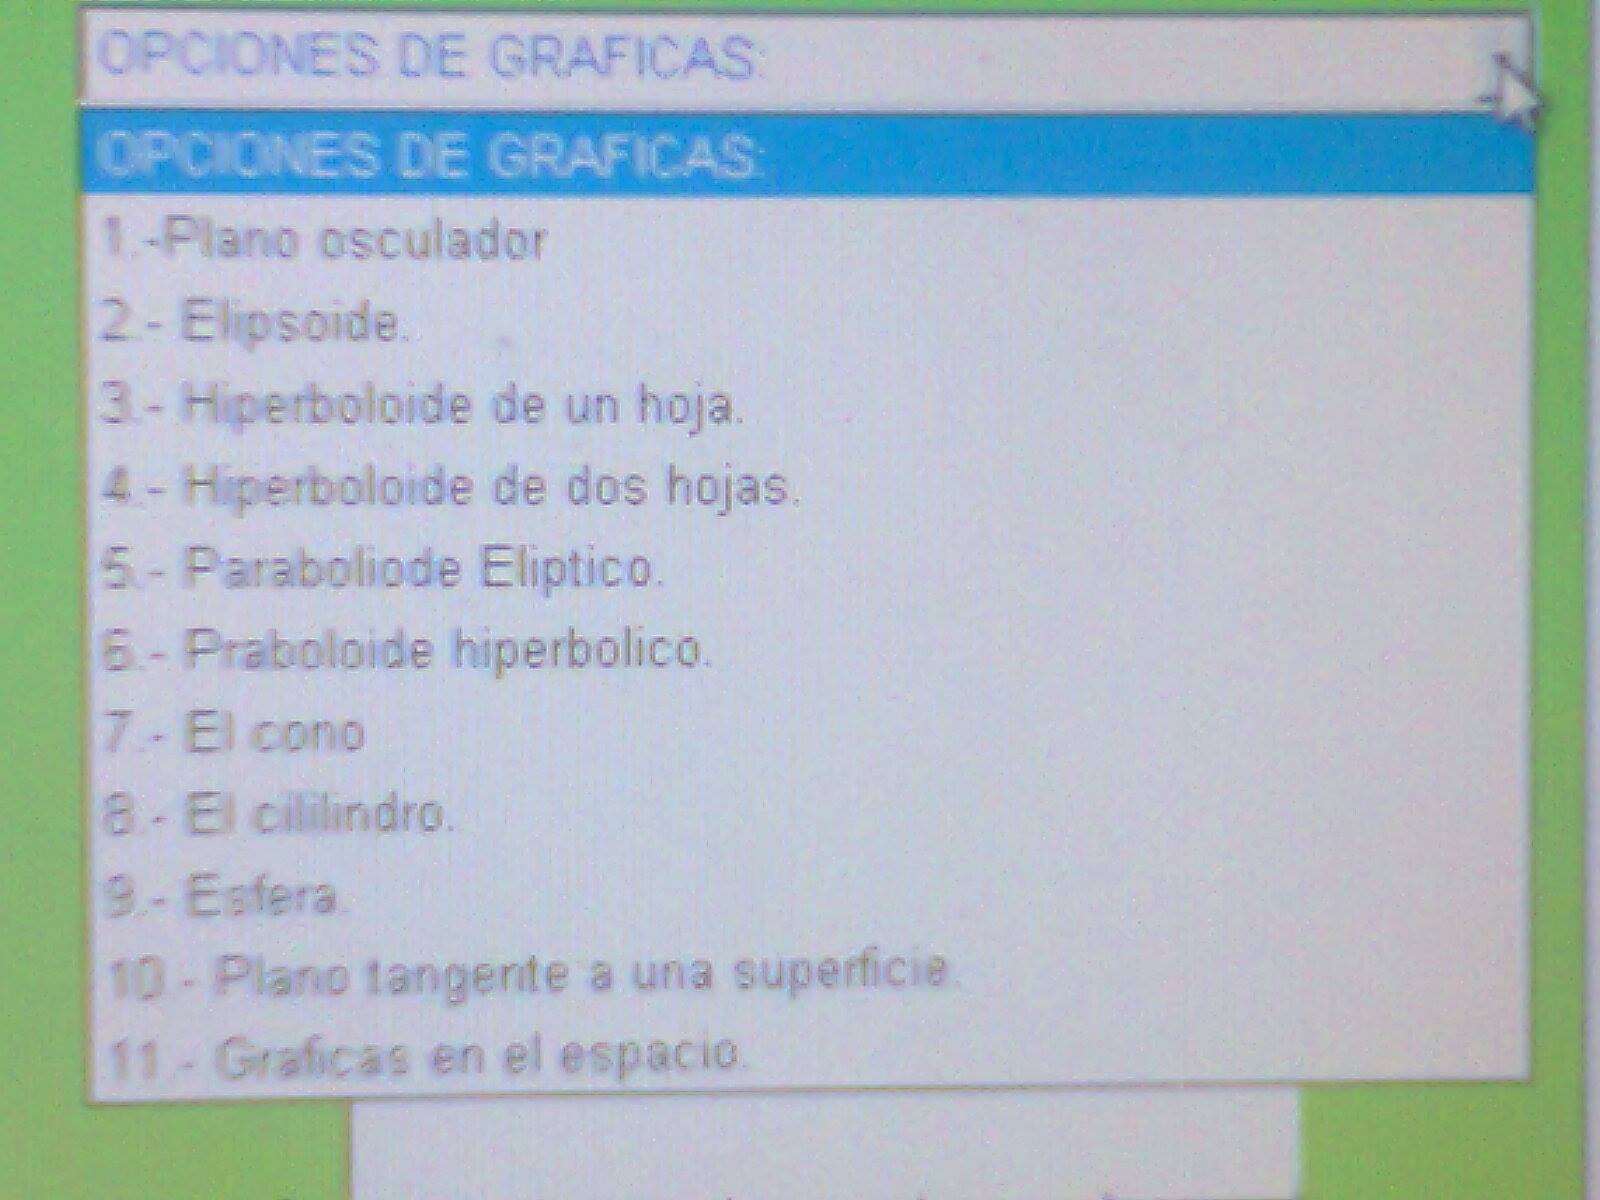 OPCIONES DE GRAFICAS:
OPCIONES DE GRAFICAS:
1.-Plano osculador
2.- Elipsoide.
3.- Hiperboloide de un hoja.
4.- Hiperboloide de dos hojas.
5.- Paraboliode Eliptico.
6.- Praboloide hiperbolico.
7.- El cono
8.- El cililindro.
9.- Esfera.
10.- Plano tangente a una superficie.
11.- Graficas en el espacio.